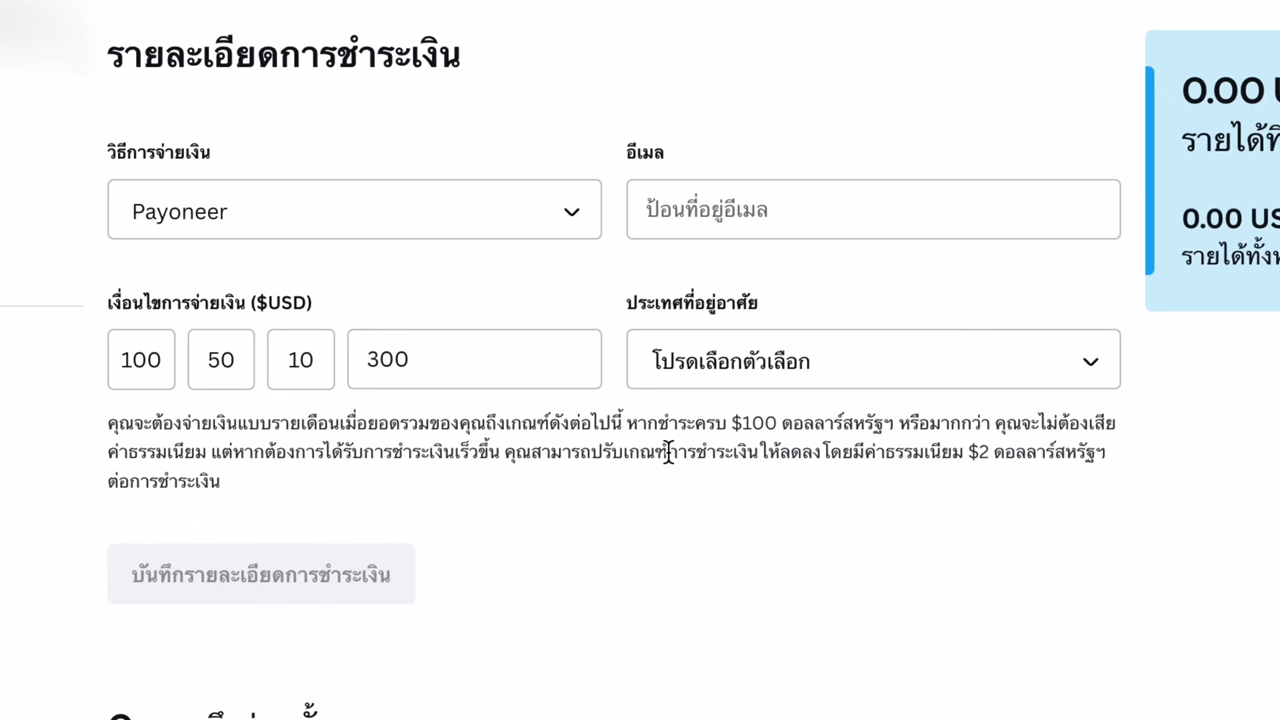 รายละเอียดการชำระเงิน
วิธีการจ่ายเงิน
อีเมล
Payoneer
ป้อนที่อยู่อีเมล
เงื่อนไขการจ่ายเงิน ($USD)
ประเทศที่อยู่อาศัย
100 50 10 300
โปรดเลือกตัวเลือก
คุณจะต้องจ่ายเงินแบบรายเดือนเมื่อยอดรวมของคุณถึงเกณฑ์ดังต่อไปนี้ หากชำระครบ $100 ดอลลาร์สหรัฐฯ หรือมากกว่า คุณจะไม่ต้องเสีย
ค่าธรรมเนียม แต่หากต้องการได้รับการชำระเงินเร็วขึ้น คุณสามารถปรับเกณฑ์การชำระเงินให้ลดลงโดยมีค่าธรรมเนียม $2 ดอลลาร์สหรัฐฯ
ต่อการชำระเงิน
บันทึกรายละเอียดการชำระเงิน
0.00
รายได้
0.00
รายได้